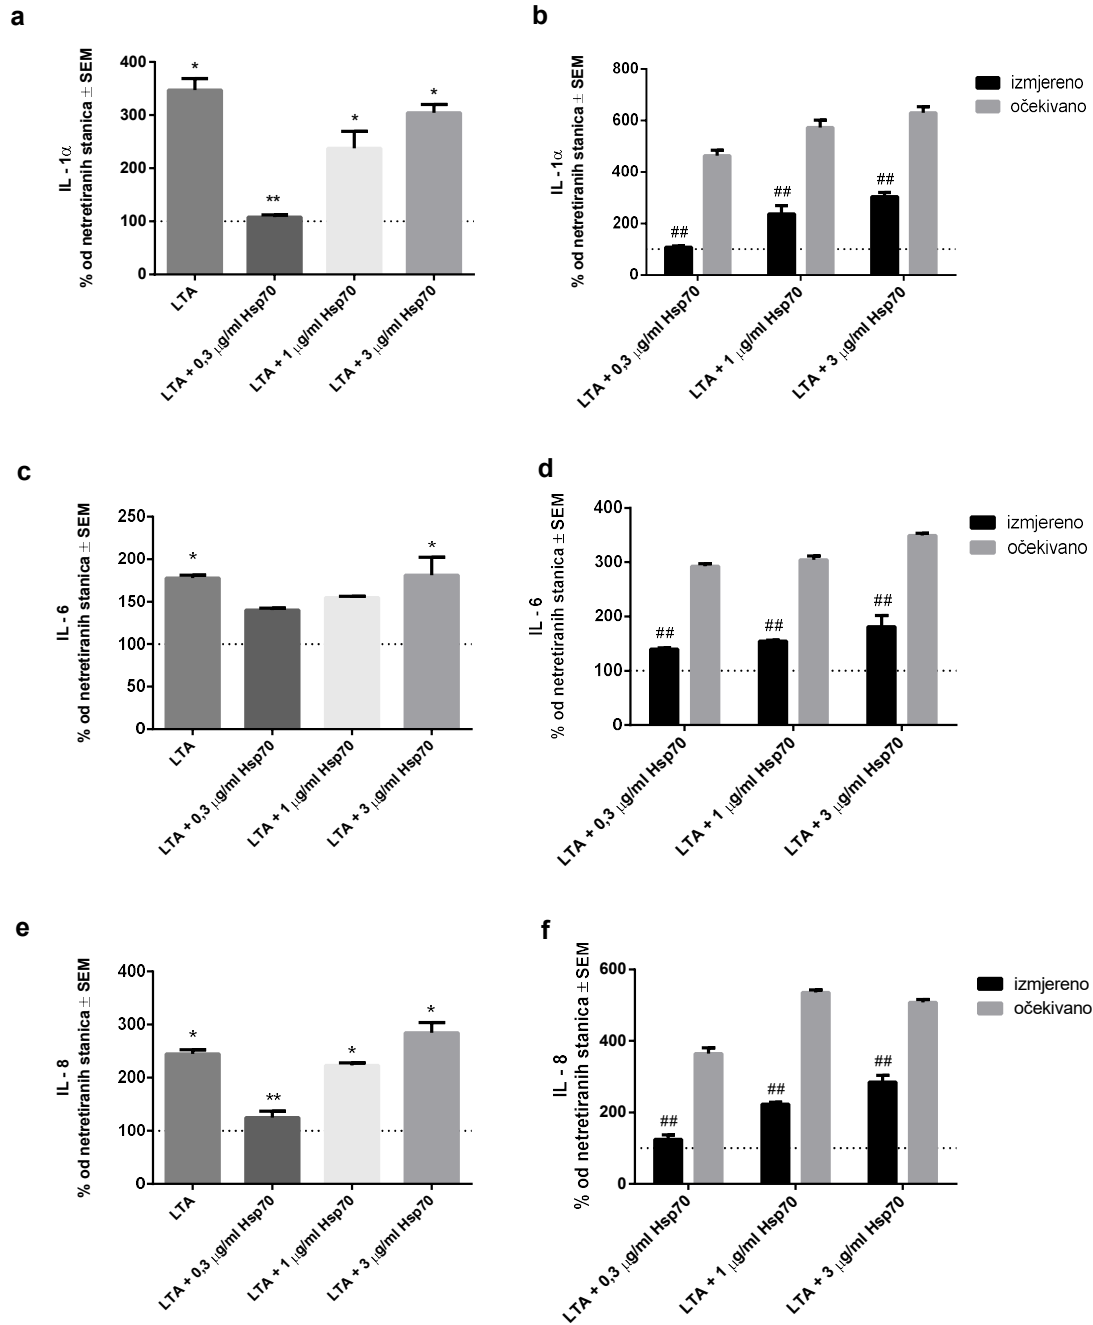 a
IL - 1α
% od netretiranih stanica ± SEM
400
300
200
100
0
*
**
*
*
LTA
LTA + 0,3 μg/ml Hsp70
LTA + 1 μg/ml Hsp70
LTA + 3 μg/ml Hsp70
b
IL - 1α
% od netretiranih stanica ± SEM
800
600
400
200
0
##
##
##
LTA + 0,3 μg/ml Hsp70
LTA + 1 μg/ml Hsp70
LTA + 3 μg/ml Hsp70
izmjereno
očekivano
c
IL - 6
% od netretiranih stanica ± SEM
250
200
150
100
50
0
*
*
LTA
LTA + 0,3 μg/ml Hsp70
LTA + 1 μg/ml Hsp70
LTA + 3 μg/ml Hsp70
d
IL - 6
% od netretiranih stanica ± SEM
400
300
200
100
0
##
##
##
LTA + 0,3 μg/ml Hsp70
LTA + 1 μg/ml Hsp70
LTA + 3 μg/ml Hsp70
izmjereno
očekivano
e
IL - 8
% od netretiranih stanica ± SEM
400
300
200
100
0
*
**
*
*
LTA
LTA + 0,3 μg/ml Hsp70
LTA + 1 μg/ml Hsp70
LTA + 3 μg/ml Hsp70
f
IL - 8
% od netretiranih stanica ± SEM
600
400
200
0
##
##
##
LTA + 0,3 μg/ml Hsp70
LTA + 1 μg/ml Hsp70
LTA + 3 μg/ml Hsp70
izmjereno
očekivano